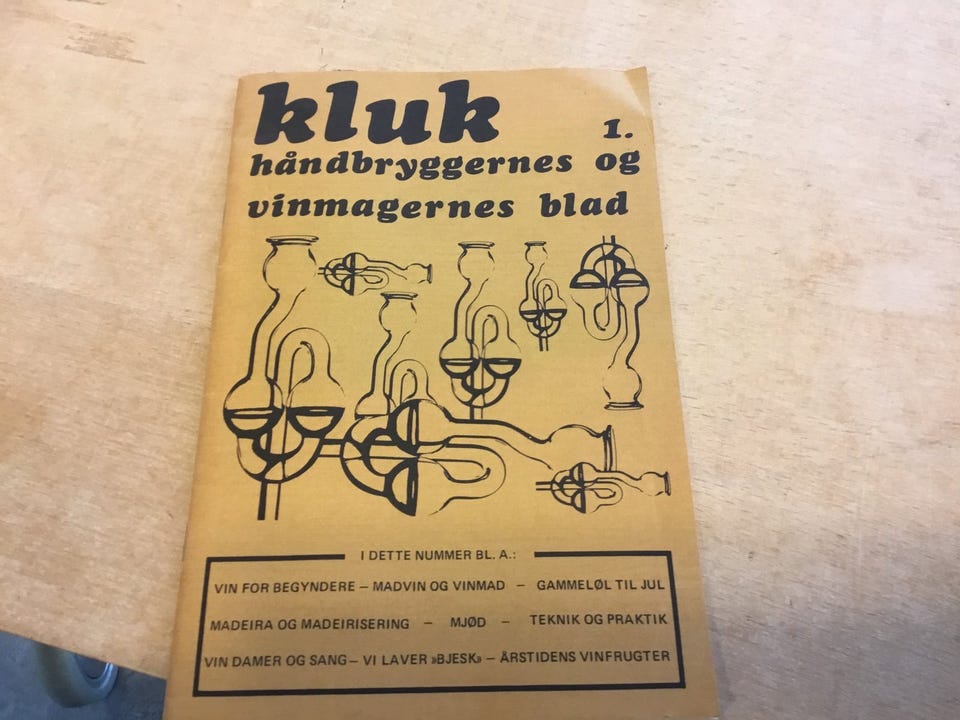 kluk
1.
håndbryggernes og
vinmagernes blad
I DETTE NUMMER BL. A.:
VIN FOR BEGYNDERE – MADVIN OG VINMAD – GAMMELØL TIL JUL
MADEIRA OG MADEIRISERING – MJØD – TEKNIK OG PRAKTIK
VIN DAMER OG SANG – VI LAVER »BJESK« – ÅRSTIDENS VINFRUGTER